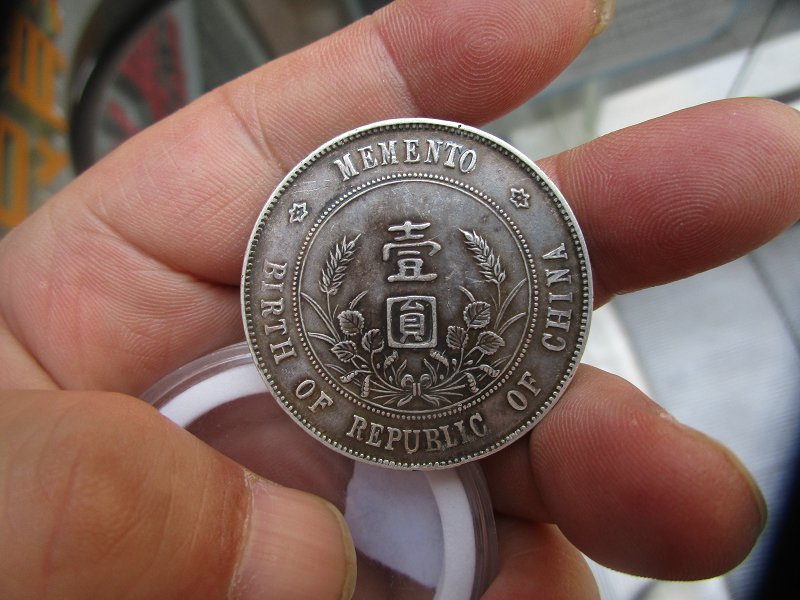 MEMENTO
壹
圓
BIRTH OF REPUBLIC OF CHINA